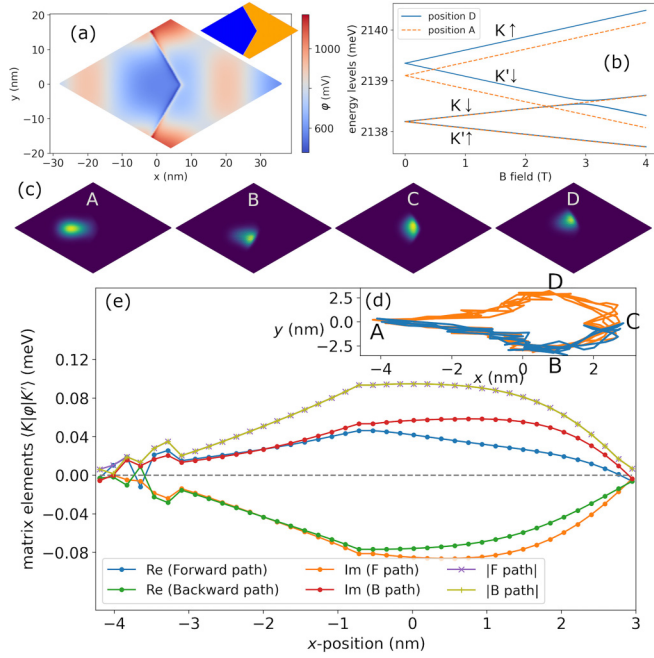 (a)
20
10
0
−10
−20
y (nm)
−30
−20
−10
0
10
20
30
x (nm)
1000
800
600
φ (mV)
(b)
position D
position A
K↑
K'↓
K↓
K'↑
2140
2139
2138
energy levels (meV)
0
1
2
3
4
B field (T)
(c)
A
B
C
D
(e)
(d)
2.5
0.0
−2.5
y (nm)
A
D
C
B
−4
−2
0
2
x (nm)
0.12
0.08
0.04
0.00
−0.04
−0.08
matrix elements ⟨K|φ|K'⟩ (meV)
Re (Forward path)
Re (Backward path)
Im (F path)
Im (B path)
|F path|
|B path|
−4
−3
−2
−1
0
1
2
3
x-position (nm)